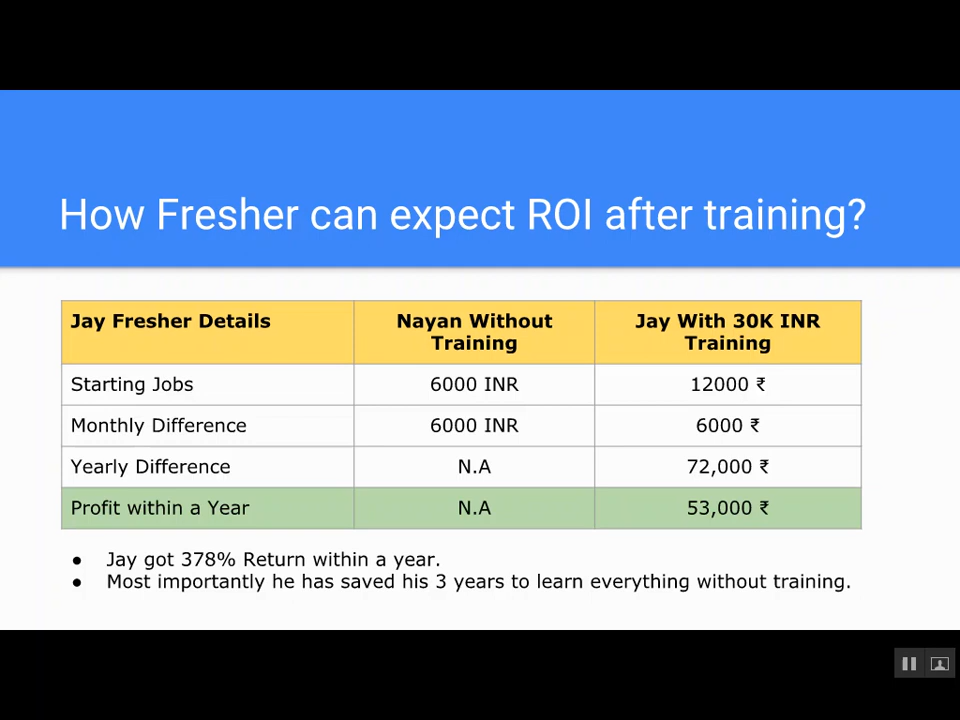 How Fresher can expect ROI after training?
Jay Fresher Details
Nayan Without
Training
Jay With 30K INR
Training
Starting Jobs
6000 INR
12000 ₹
Monthly Difference
6000 INR
6000 ₹
Yearly Difference
N.A
72,000 ₹
Profit within a Year
N.A
53,000 ₹
● Jay got 378% Return within a year.
● Most importantly he has saved his 3 years to learn everything without training.